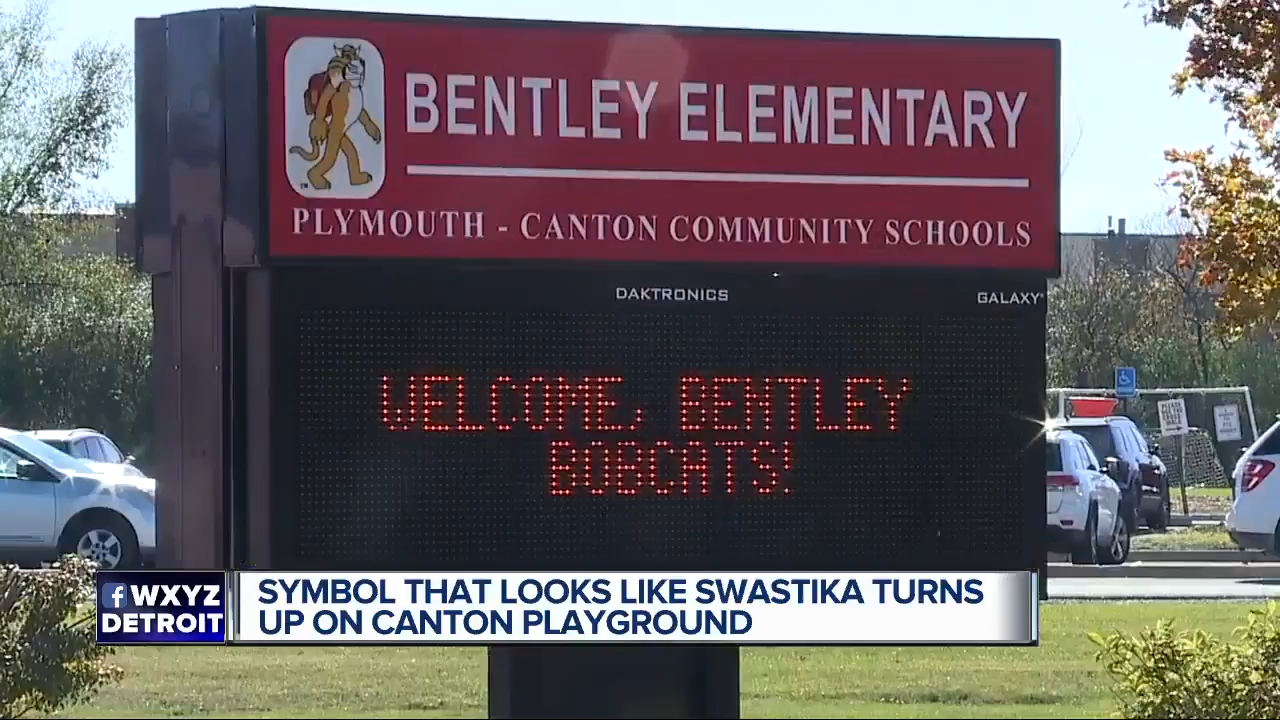 BENTLEY ELEMENTARY
PLYMOUTH - CANTON COMMUNITY SCHOOLS
DAKTRONICS
GALAXY®
WELCOME, BENTLEY
BOBCATS!
f WXYZ
DETROIT
SYMBOL THAT LOOKS LIKE SWASTIKA TURNS
UP ON CANTON PLAYGROUND